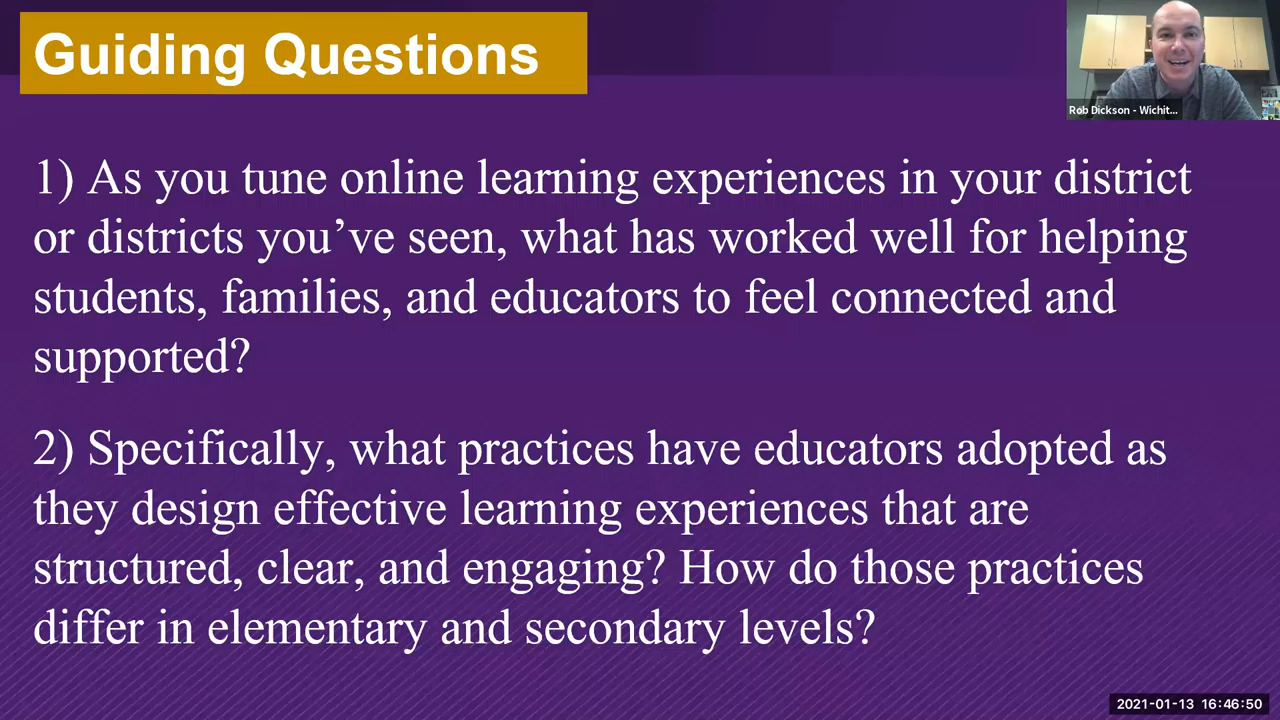 Guiding Questions
Rob Dickson - Wichit...
1) As you tune online learning experiences in your district
or districts you’ve seen, what has worked well for helping
students, families, and educators to feel connected and
supported?
2) Specifically, what practices have educators adopted as
they design effective learning experiences that are
structured, clear, and engaging? How do those practices
differ in elementary and secondary levels?
2021-01-13 16:46:50